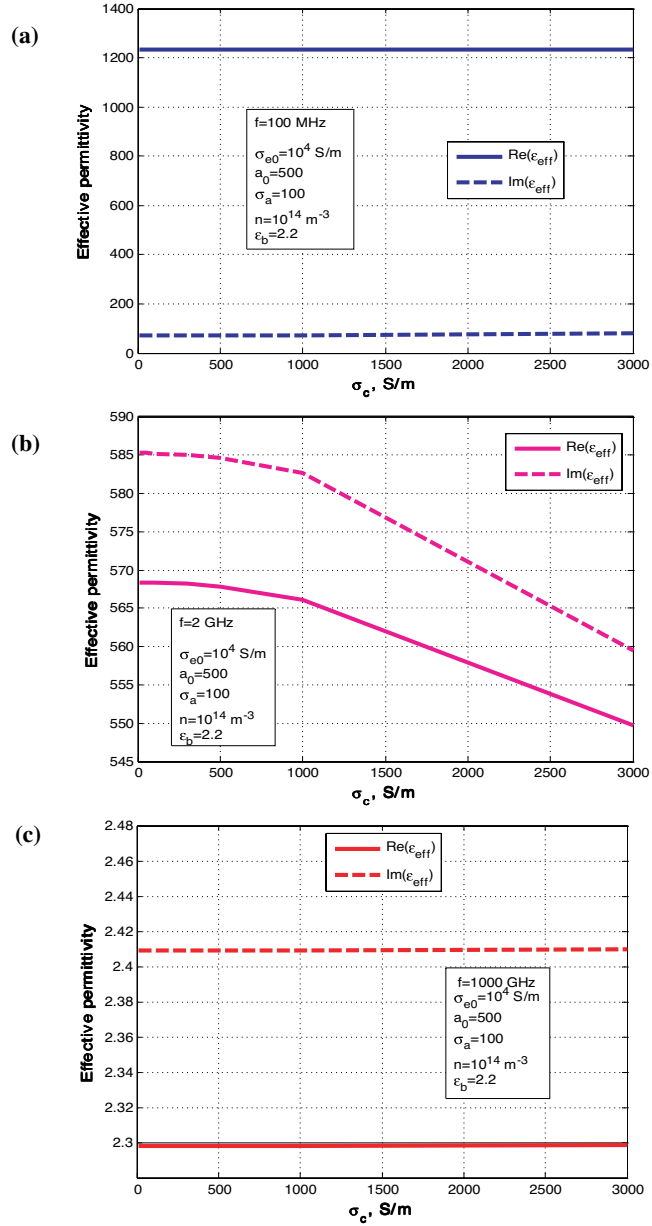 (a)
1400
1200
1000
800
600
400
200
0
Effective permittivity
f=100 MHz
σe0=10^4 S/m
a0=500
σa=100
n=10^14 m^-3
εb=2.2
Re(εeff)
Im(εeff)
0 500 1000 1500 2000 2500 3000
σc, S/m
(b)
590
585
580
575
570
565
560
555
550
545
Effective permittivity
Re(εeff)
Im(εeff)
f=2 GHz
σe0=10^4 S/m
a0=500
σa=100
n=10^14 m^-3
εb=2.2
0 500 1000 1500 2000 2500 3000
σc, S/m
(c)
2.48
2.46
2.44
2.42
2.4
2.38
2.36
2.34
2.32
2.3
Effective permittivity
Re(εeff)
Im(εeff)
f=1000 GHz
σe0=10^4 S/m
a0=500
σa=100
n=10^14 m^-3
εb=2.2
0 500 1000 1500 2000 2500 3000
σc, S/m